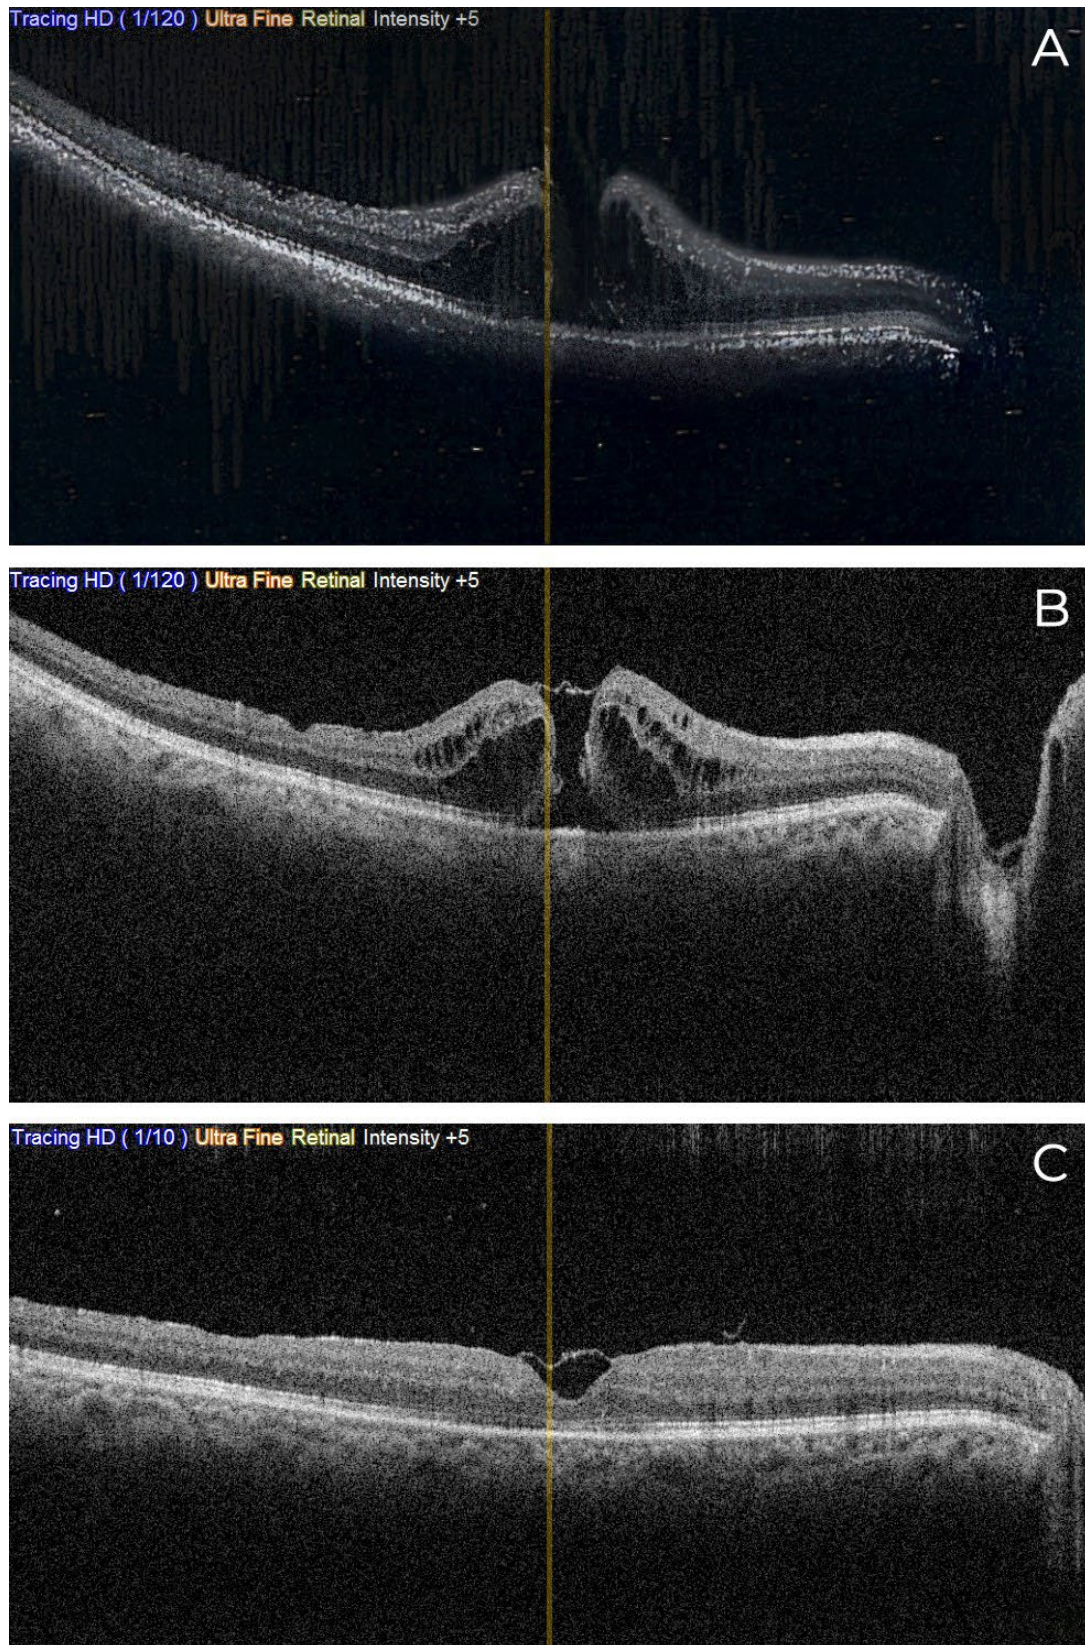 Tracing HD ( 1/120 ) Ultra Fine Retinal Intensity +5
A
Tracing HD ( 1/120 ) Ultra Fine Retinal Intensity +5
B
Tracing HD ( 1/10 ) Ultra Fine Retinal Intensity +5
C